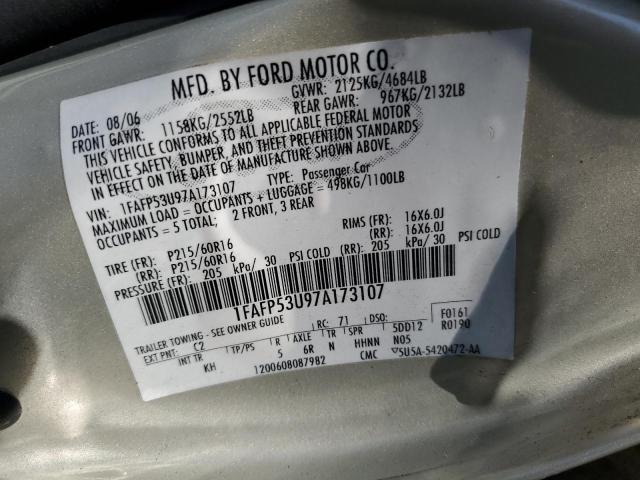 MFD. BY FORD MOTOR CO.
DATE: 08/06 GVWR: 2125KG/4684LB
FRONT GAWR: 1158KG/2552LB REAR GAWR: 967KG/2132LB
THIS VEHICLE CONFORMS TO ALL APPLICABLE FEDERAL MOTOR
VEHICLE SAFETY, BUMPER, AND THEFT PREVENTION STANDARDS
IN EFFECT ON THE DATE OF MANUFACTURE SHOWN ABOVE.
VIN: 1FAFP53U97A173107 TYPE: Passenger Car
MAXIMUM LOAD = OCCUPANTS + LUGGAGE = 498KG/1100LB
OCCUPANTS = 5 TOTAL; 2 FRONT, 3 REAR
TIRE (FR): P215/60R16 RIMS (FR): 16X6.0J
(RR): P215/60R16 (RR): 16X6.0J
PRESSURE (FR): 205 kPa/ 30 PSI COLD (RR): 205 kPa/ 30 PSI COLD
1FAFP53U97A173107
F0161
R0190
TRAILER TOWING - SEE OWNER GUIDE RC: 71 DSO:
EXT PNT: C2 5DD12
INT TR TP/PS R AXLE TR SPR N05
KH 5 6R N HHNN
1200608087982 CMC ▽5U5A-5420472-AA